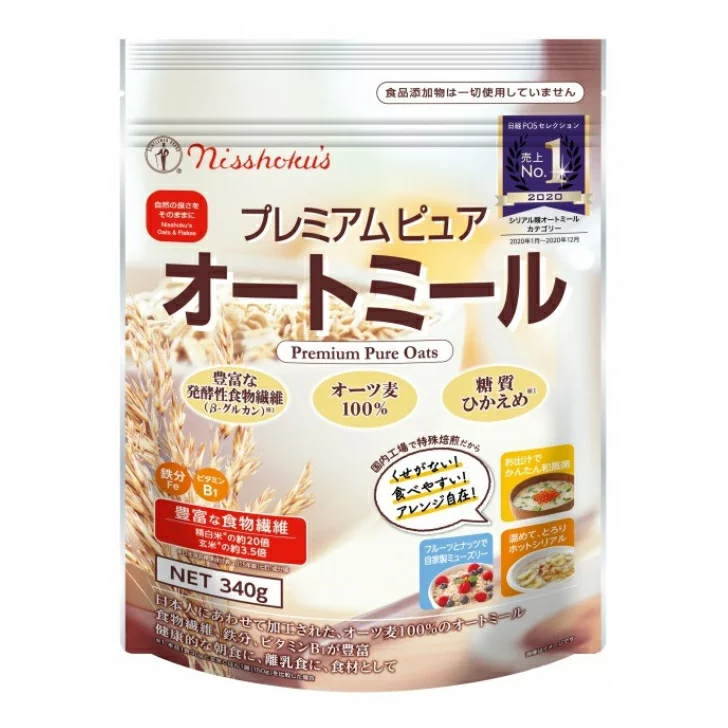 食品添加物は一切使用していません
Nisshoku's
日経POSセレクション
売上
No.1
2020
シリアル類オートミール
カテゴリー
2020年1月～2020年12月
自然の良さを
そのままに
Nisshoku's
Oats & Flakes
プレミアムピュア
オートミール
Premium Pure Oats
豊富な
発酵性食物繊維
(β-グルカン)※1
オーツ麦
100%
糖質
ひかえめ※1
国内工場で特殊焙煎だから
くせがない!
食べやすい!
アレンジ自在!
お出汁で
かんたん和風粥
鉄分
Fe
ビタミン
B1
豊富な食物繊維
精白米※の約20倍
玄米※の約3.5倍
フルーツとナッツで
自家製ミューズリー
温めて、とろり
ホットシリアル
NET 340g
日本人にあわせて加工された、オーツ麦100%のオートミール
食物繊維、鉄分、ビタミンB1が豊富
健康的な朝食に、離乳食に、食材として
画像はイメージです